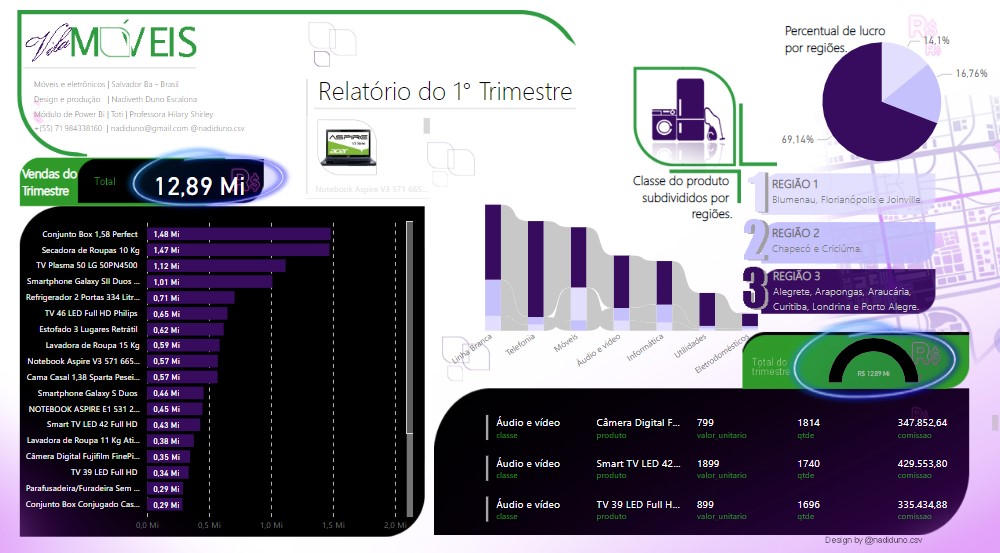 Vila MÓVEIS
Móveis e eletrônicos | Salvador Ba – Brasil
Design e produção | Nadiveth Duno Escalona
Módulo de Power Bi | Toti | Professora Hilary Shirley
+(55) 71 984338160 | nadiduno@gmail.com @nadiduno.csv
Relatório do 1° Trimestre
ASPIRE
acer
Notebook Aspire V3 571 665...
Vendas do
Trimestre
Total
12,89 Mi
R$
Conjunto Box 1,58 Perfect 1,48 Mi
Secadora de Roupas 10 Kg 1,47 Mi
TV Plasma 50 LG 50PN4500 1,12 Mi
Smartphone Galaxy SII Duos ... 1,01 Mi
Refrigerador 2 Portas 334 Litr... 0,71 Mi
TV 46 LED Full HD Philips 0,65 Mi
Estofado 3 Lugares Retrátil 0,62 Mi
Lavadora de Roupa 15 Kg 0,59 Mi
Notebook Aspire V3 571 665... 0,57 Mi
Cama Casal 1,38 Sparta Pesei... 0,57 Mi
Smartphone Galaxy S Duos 0,46 Mi
NOTEBOOK ASPIRE E1 531 2... 0,45 Mi
Smart TV LED 42 Full HD 0,43 Mi
Lavadora de Roupa 11 Kg Ati... 0,38 Mi
Câmera Digital Fujifilm FinePi... 0,35 Mi
TV 39 LED Full HD 0,34 Mi
Parafusadeira/Furadeira Sem ... 0,29 Mi
Conjunto Box Conjugado Cas... 0,29 Mi
0,0 Mi 0,5 Mi 1,0 Mi 1,5 Mi 2,0 Mi
Classe do produto
subdivididos por
regiões.
Linha Branca
Telefonia
Móveis
Áudio e vídeo
Informática
Utilidades
Eletrodomésticos
Percentual de lucro
por regiões.
R$
R$
14,1%
16,76%
69,14%
1 REGIÃO 1
Blumenau, Florianópolis e Joinville.
2 REGIÃO 2
Chapecó e Criciúma.
3 REGIÃO 3
Alegrete, Arapongas, Araucária,
Curitiba, Londrina e Porto Alegre.
Total do
trimestre
R$ 12.89 Mi
R$
R$
Áudio e vídeo Câmera Digital F... 799 1814 347.852,64
classe produto valor_unitario qtde comissao
Áudio e vídeo Smart TV LED 42... 1899 1740 429.553,80
classe produto valor_unitario qtde comissao
Áudio e vídeo TV 39 LED Full H... 899 1696 335.434,88
classe produto valor_unitario qtde comissao
Design by @nadiduno.csv